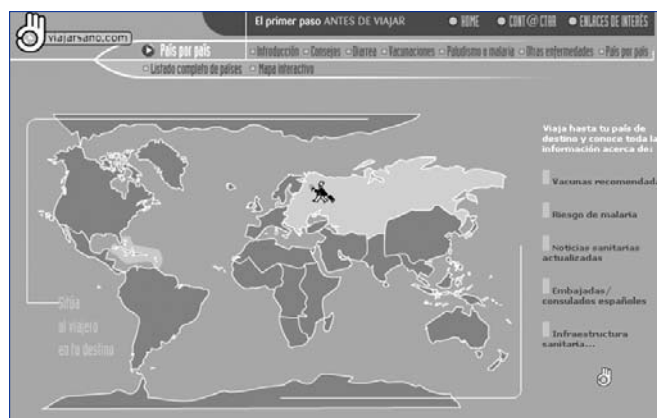 viajarsano.com
El primer paso ANTES DE VIAJAR
HOME
CONT@CTAR
ENLACES DE INTERÉS
País por país
Introducción
Consejos
Diarrea
Vacunaciones
Paludismo o malaria
Otras enfermedades
País por país
Listado completo de países
Mapa interactivo
Viaja hasta tu país de
destino y conoce toda la
información acerca de:
Vacunas recomendada
Riesgo de malaria
Noticias sanitarias
actualizadas
Embajadas/
consulados españoles
Infraestructura
sanitaria...
Sitúa
al viajero
en tu destino